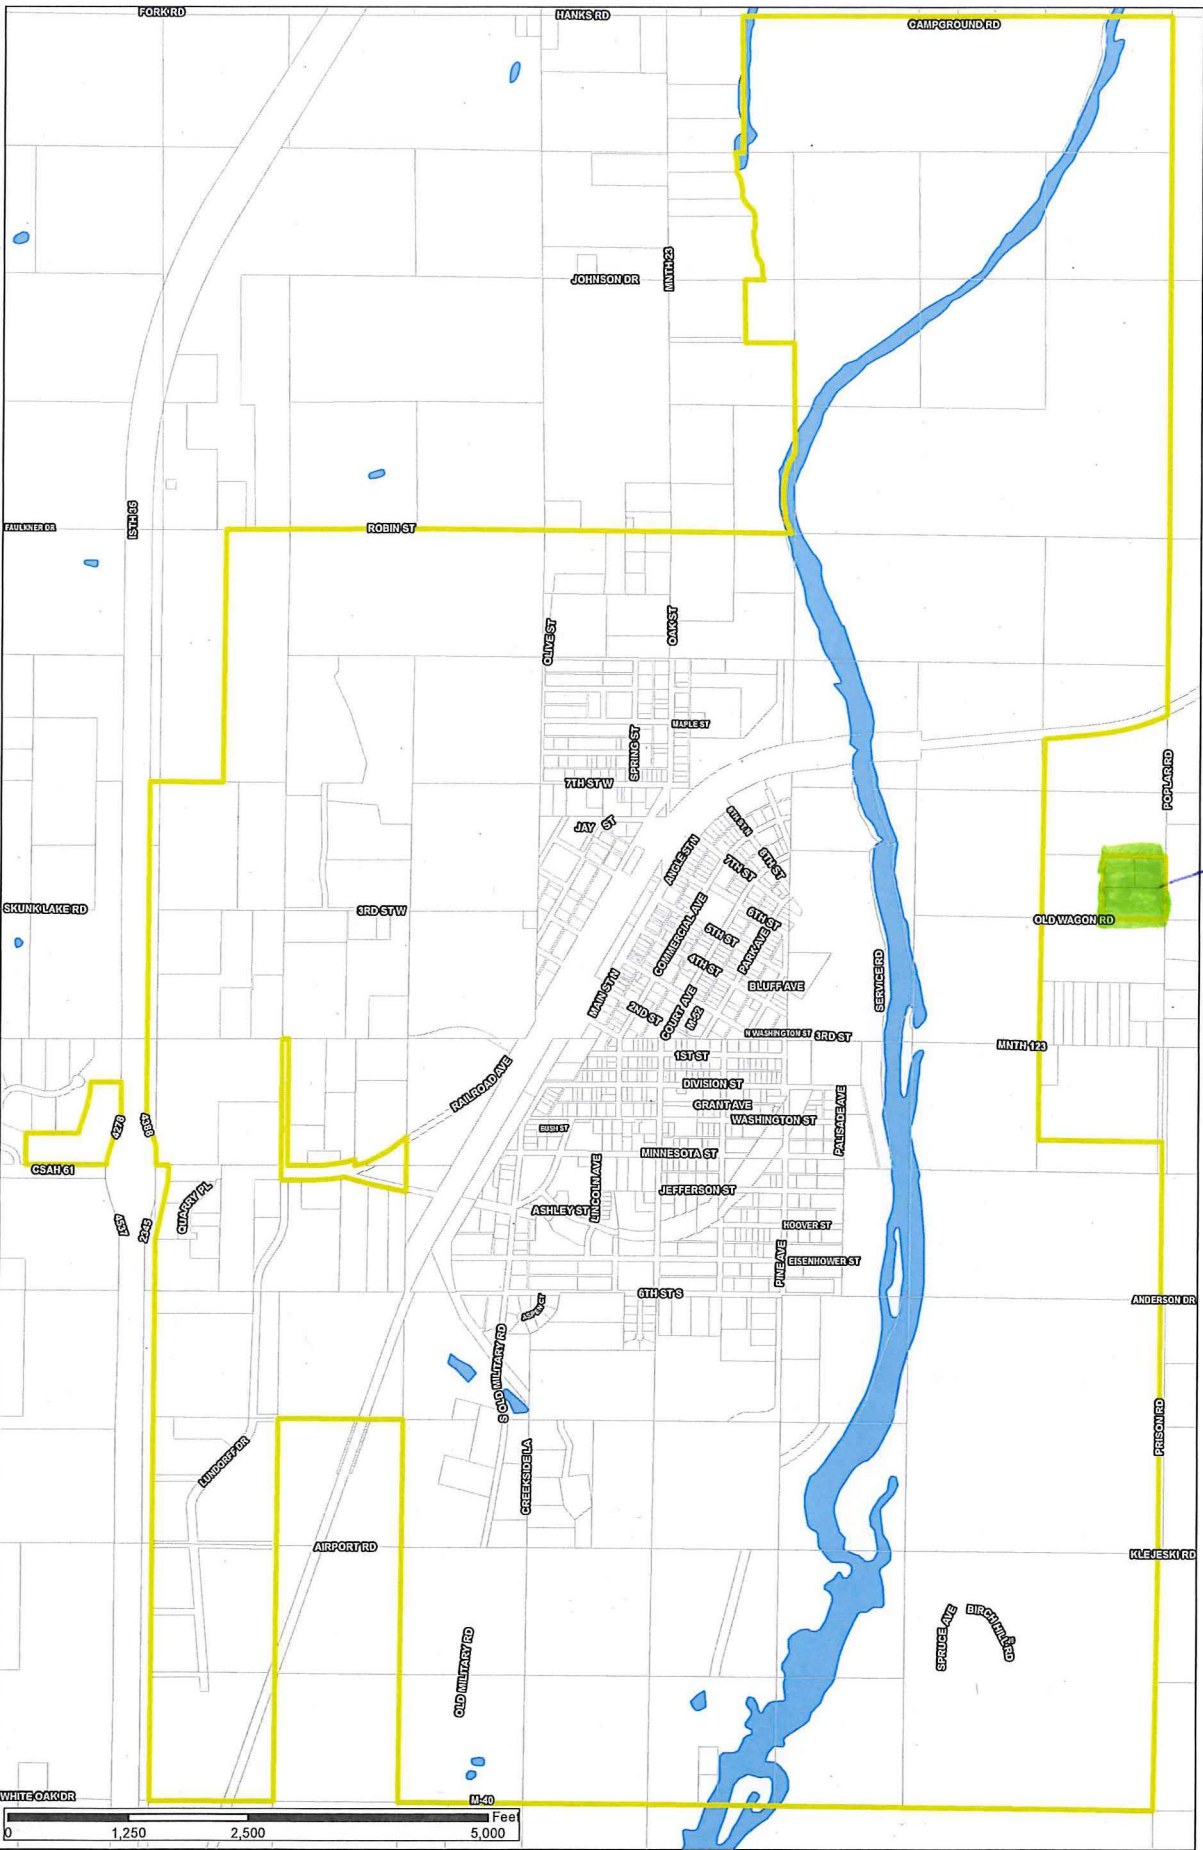 FORK RD
HANKS RD
CAMPGROUND RD
JOHNSON DR
MNTH 23
ISTH 35
FAULKNER DR
ROBIN ST
OLIVE ST
OAK ST
MAPLE ST
SPRING ST
7TH ST W
POPLAR RD
JAY ST
8TH ST N
ANGLE ST N
7TH ST
8TH ST
SKUNK LAKE RD
3RD ST W
COMMERCIAL AVE
6TH ST
5TH ST
PARK AVE
4TH ST
OLD WAGON RD
MAIN ST N
BLUFF AVE
SERVICE RD
2ND ST
COURT AVE
M-52
N WASHINGTON ST
3RD ST
MNTH 123
1ST ST
RAILROAD AVE
DIVISION ST
GRANT AVE
WASHINGTON ST
PALISADE AVE
4278
4388
BUSH ST
MINNESOTA ST
CSAH 61
LINCOLN AVE
JEFFERSON ST
QUARRY PL
ASHLEY ST
HOOVER ST
4357
2345
PINE AVE
EISENHOWER ST
6TH ST S
ANDERSON DR
ASPEN CT
S OLD MILITARY RD
PRISON RD
LUNDORFF DR
CREEKSIDE LA
AIRPORT RD
KLEJESKI RD
SPRUCE AVE
BIRCH HILL RD
OLD MILITARY RD
WHITE OAK DR
M-40
Feet
0 1,250 2,500 5,000